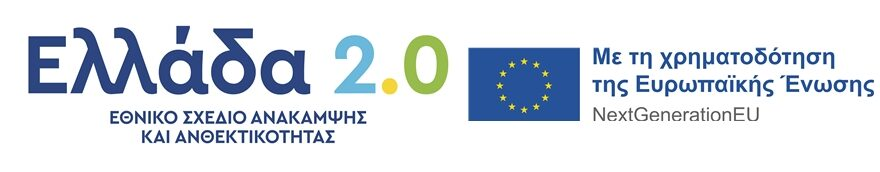 Ελλάδα 2.0
ΕΘΝΙΚΟ ΣΧΕΔΙΟ ΑΝΑΚΑΜΨΗΣ
ΚΑΙ ΑΝΘΕΚΤΙΚΟΤΗΤΑΣ
Με τη χρηματοδότηση
της Ευρωπαϊκής Ένωσης
NextGenerationEU